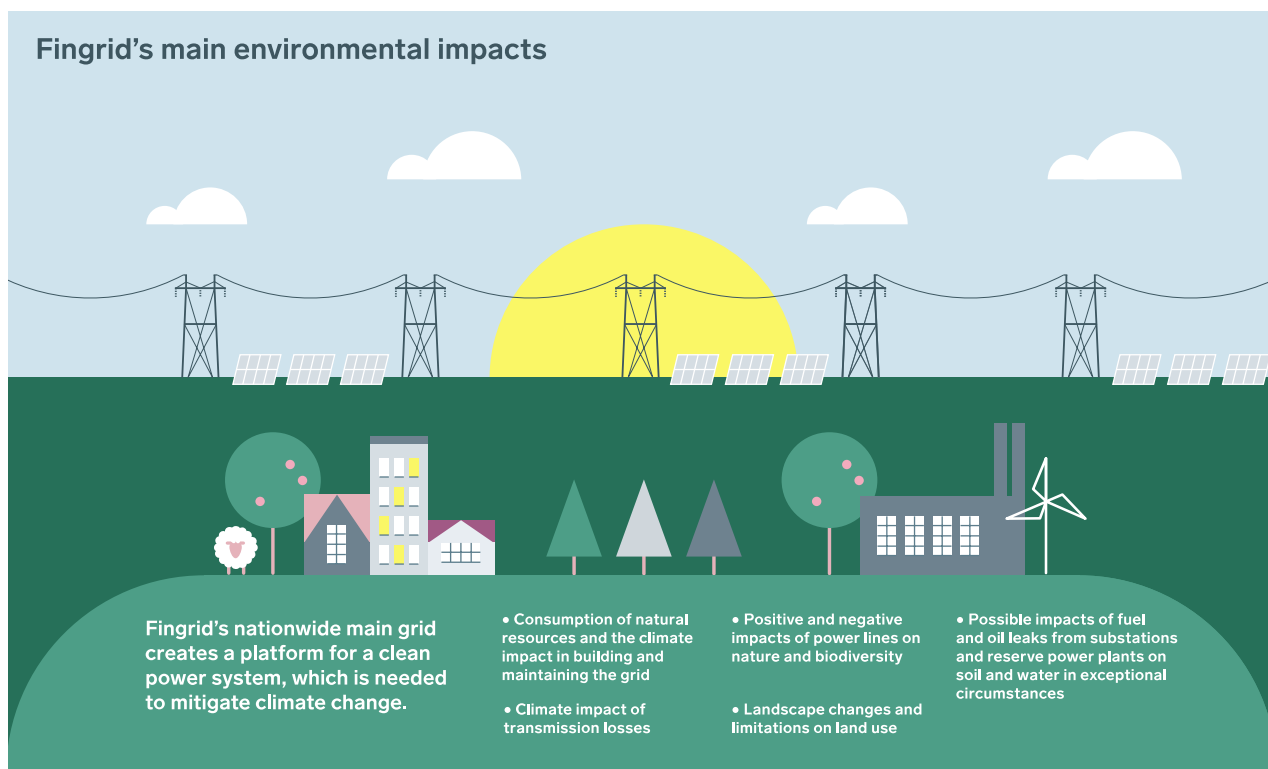 Fingrid’s main environmental impacts
Fingrid’s nationwide main grid
creates a platform for a clean
power system, which is needed
to mitigate climate change.
• Consumption of natural
resources and the climate
impact in building and
maintaining the grid
• Climate impact of
transmission losses
• Positive and negative
impacts of power lines on
nature and biodiversity
• Landscape changes and
limitations on land use
• Possible impacts of fuel
and oil leaks from substations
and reserve power plants on
soil and water in exceptional
circumstances